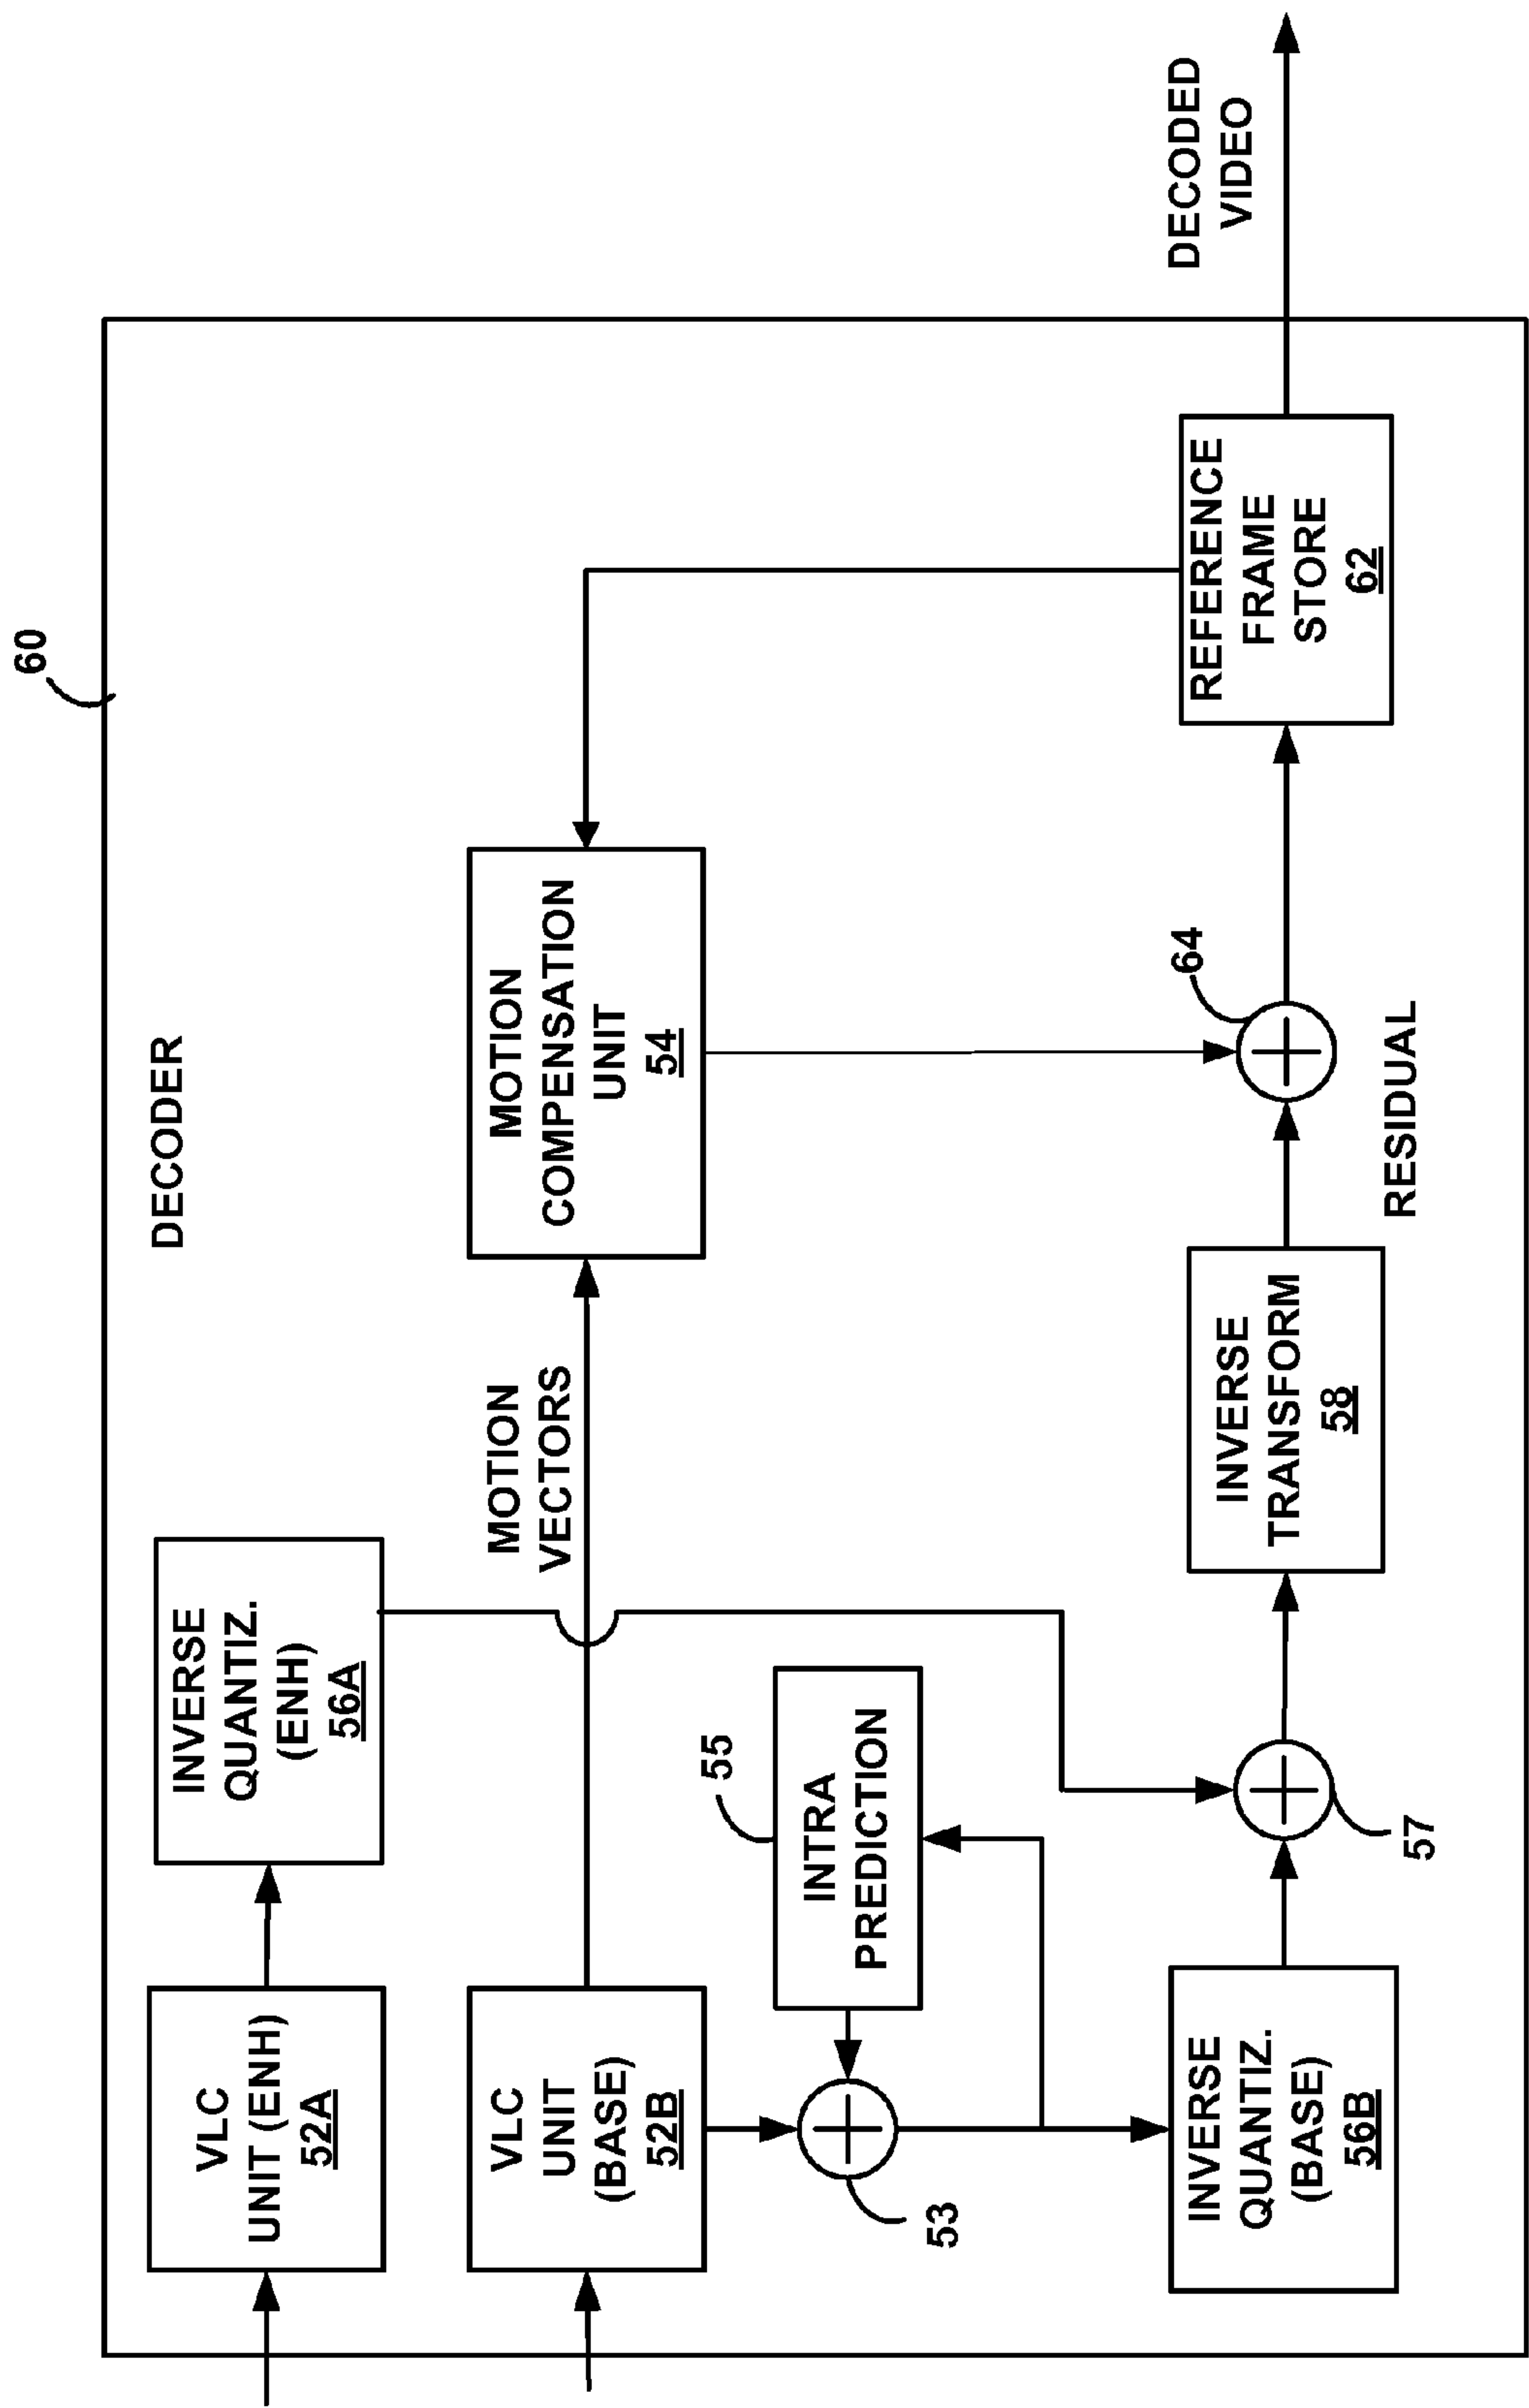 60
DECODER
VLC
UNIT (ENH)
52A
INVERSE
QUANTIZ.
(ENH)
56A
VLC
UNIT
(BASE)
52B
MOTION
VECTORS
MOTION
COMPENSATION
UNIT
54
55
INTRA
PREDICTION
53
INVERSE
QUANTIZ.
(BASE)
56B
57
INVERSE
TRANSFORM
58
64
RESIDUAL
REFERENCE
FRAME
STORE
62
DECODED
VIDEO